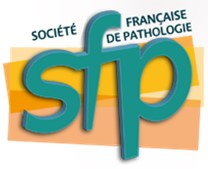 SOCIÉTÉ FRANÇAISE
DE PATHOLOGIE
sfp